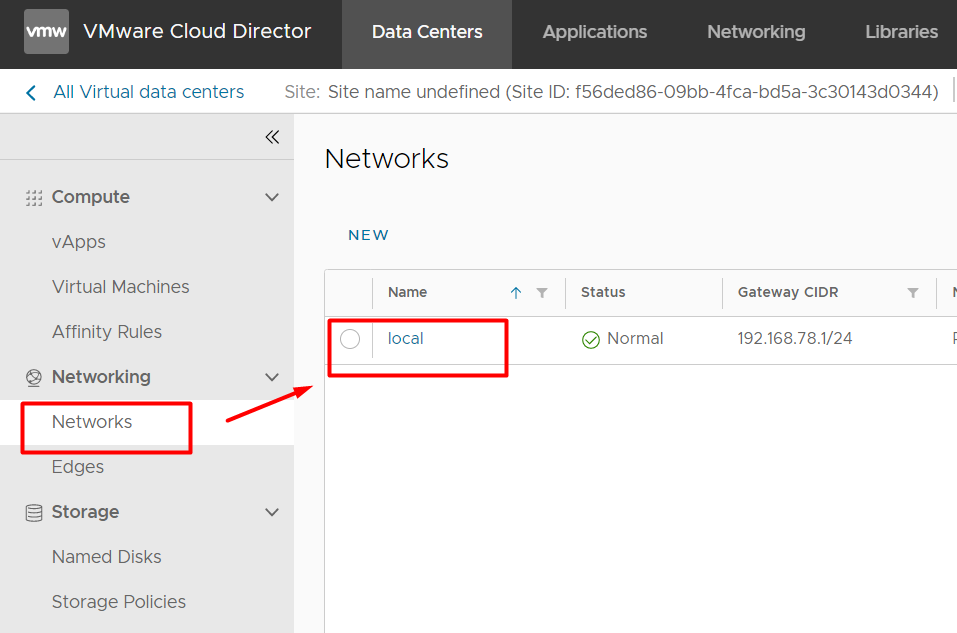 vmw VMware Cloud Director Data Centers Applications Networking Libraries
All Virtual data centers Site: Site name undefined (Site ID: f56ded86-09bb-4fca-bd5a-3c30143d0344)
Networks
NEW
Name Status Gateway CIDR
local Normal 192.168.78.1/24
Compute
vApps
Virtual Machines
Affinity Rules
Networking
Networks
Edges
Storage
Named Disks
Storage Policies